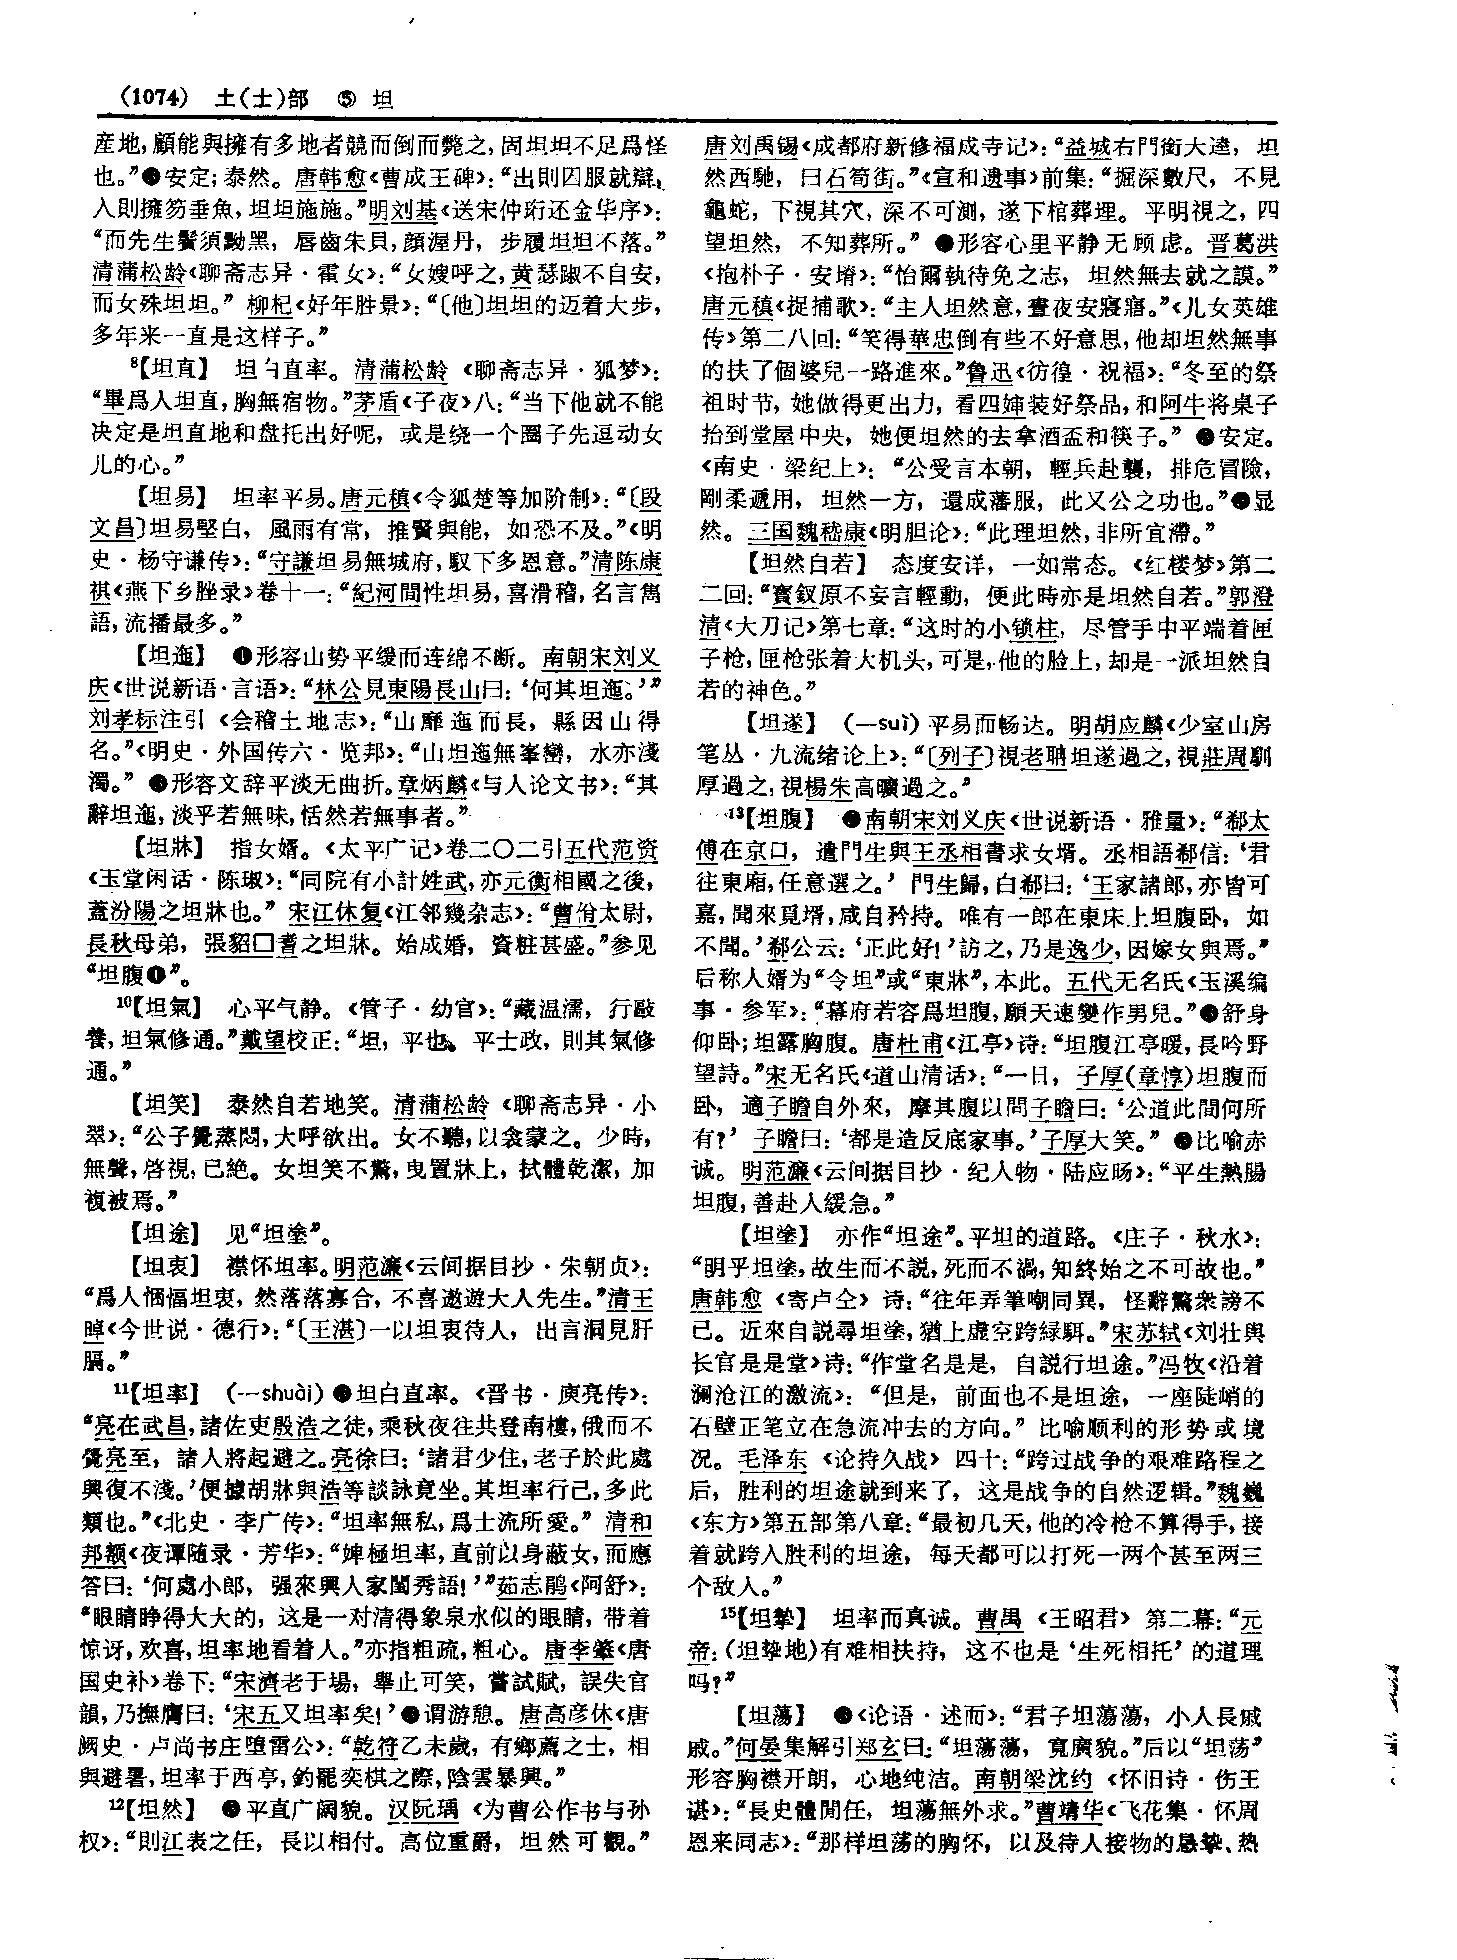 (1074) 土(士)部 ⑤ 坦
産地,顧能與擁有多地者競而倒而斃之,固坦坦不足爲怪
也。”❸安定;泰然。唐韩愈《曹成王碑》:“出則囚服就辯,
入則擁笏垂魚,坦坦施施。”明刘基《送宋仲珩还金华序》:
“而先生鬢須黝黑,唇齒朱貝,顔渥丹,步履坦坦不落。”
清蒲松龄《聊斋志异·霍女》:“女嫂呼之,黄瑟踧不自安,
而女殊坦坦。”柳杞《好年胜景》:“〔他〕坦坦的迈着大步,
多年来一直是这样子。”
⁸【坦直】 坦白直率。清蒲松龄《聊斋志异·狐梦》:
“畢爲人坦直,胸無宿物。”茅盾《子夜》八:“当下他就不能
决定是坦直地和盘托出好呢,或是绕一个圈子先逗动女
儿的心。”
【坦易】 坦率平易。唐元稹《令狐楚等加阶制》:“〔段
文昌〕坦易堅白,風雨有常,推賢與能,如恐不及。”《明
史·杨守谦传》:“守謙坦易無城府,馭下多恩意。”清陈康
祺《燕下乡脞录》卷十一:“紀河間性坦易,喜滑稽,名言雋
語,流播最多。”
【坦迤】 ❶形容山势平缓而连绵不断。南朝宋刘义
庆《世说新语·言语》:“林公見東陽長山曰:‘何其坦迤。’”
刘孝标注引《会稽土地志》:“山靡迤而長,縣因山得
名。”《明史·外国传六·览邦》:“山坦迤無峯巒,水亦淺
濁。” ❷形容文辞平淡无曲折。章炳麟《与人论文书》:“其
辭坦迤,淡乎若無味,恬然若無事者。”
【坦牀】 指女婿。《太平广记》卷二〇二引五代范资
《玉堂闲话·陈琡》:“同院有小計姓武,亦元衡相國之後,
蓋汾陽之坦牀也。”宋江休复《江邻幾杂志》:“曹佾太尉,
長秋母弟,張貂□耆之坦牀。始成婚,資粧甚盛。”参见
“坦腹❶”。
¹⁰【坦氣】 心平气静。《管子·幼官》:“藏温濡,行敺
養,坦氣修通。”戴望校正:“坦,平也。平土政,則其氣修
通。”
【坦笑】 泰然自若地笑。清蒲松龄《聊斋志异·小
翠》:“公子覺蒸悶,大呼欲出。女不聽,以衾蒙之。少時,
無聲,啓視,已絶。女坦笑不驚,曳置牀上,拭體乾潔,加
複被焉。”
【坦途】 见“坦塗”。
【坦衷】 襟怀坦率。明范濂《云间据目抄·朱朝贞》:
“爲人悃愊坦衷,然落落寡合,不喜遨遊大人先生。”清王
晫《今世说·德行》:“〔王湛〕一以坦衷待人,出言洞見肝
膈。”
¹¹【坦率】 (—shuài) ❶坦白直率。《晋书·庾亮传》:
“亮在武昌,諸佐吏殷浩之徒,乘秋夜往共登南樓,俄而不
覺亮至,諸人將起避之。亮徐曰:‘諸君少住,老子於此處
興復不淺。’便據胡牀與浩等談詠竟坐。其坦率行己,多此
類也。”《北史·李广传》:“坦率無私,爲士流所愛。”清和
邦额《夜谭随录·芳华》:“婢極坦率,直前以身蔽女,而應
答曰:‘何處小郎,强來與人家閨秀語!’”茹志鹃《阿舒》:
“眼睛睁得大大的,这是一对清得象泉水似的眼睛,带着
惊讶,欢喜,坦率地看着人。”亦指粗疏,粗心。唐李肇《唐
国史补》卷下:“宋濟老于場,舉止可笑,嘗試賦,誤失官
韻,乃撫膺曰:‘宋五又坦率矣!’❷谓游憩。唐高彦休《唐
阙史·卢尚书庄堕雷公》:“乾符乙未歲,有鄉薦之士,相
與避暑,坦率于西亭,釣罷奕棋之際,陰雲暴興。”
¹²【坦然】 ❶平直广阔貌。汉阮瑀《为曹公作书与孙
权》:“則江表之任,長以相付。高位重爵,坦然可觀。”
唐刘禹锡《成都府新修福成寺记》:“益城右門銜大逵,坦
然西馳,曰石筍街。”《宣和遗事》前集:“掘深數尺,不見
龜蛇,下視其穴,深不可測,遂下棺葬埋。平明視之,四
望坦然,不知葬所。” ❷形容心里平静无顾虑。晋葛洪
《抱朴子·安塉》:“怡爾執待免之志,坦然無去就之謨。”
唐元稹《捉捕歌》:“主人坦然意,晝夜安寢寤。”《儿女英雄
传》第二八回:“笑得華忠倒有些不好意思,他却坦然無事
的扶了個婆兒一路進來。”鲁迅《彷徨·祝福》:“冬至的祭
祖时节,她做得更出力,看四婶装好祭品,和阿牛将桌子
抬到堂屋中央,她便坦然的去拿酒盃和筷子。” ❸安定。
《南史·梁纪上》:“公受言本朝,輕兵赴襲,排危冒險,
剛柔遞用,坦然一方,還成藩服,此又公之功也。”❹显
然。三国魏嵇康《明胆论》:“此理坦然,非所宜滯。”
【坦然自若】 态度安详,一如常态。《红楼梦》第二
二回:“寳釵原不妄言輕動,便此時亦是坦然自若。”郭澄
清《大刀记》第七章:“这时的小锁柱,尽管手中平端着匣
子枪,匣枪张着大机头,可是,他的脸上,却是一派坦然自
若的神色。”
【坦遂】 (—suì) 平易而畅达。明胡应麟《少室山房
笔丛·九流绪论上》:“〔列子〕視老聃坦遂過之,視莊周馴
厚過之,視楊朱高曠過之。”
¹³【坦腹】 ❶南朝宋刘义庆《世说新语·雅量》:“郗太
傅在京口,遣門生與王丞相書求女壻。丞相語郗信:‘君
往東廂,任意選之。’門生歸,白郗曰:‘王家諸郎,亦皆可
嘉,聞來覓壻,咸自矜持。唯有一郎在東床上坦腹卧,如
不聞。’郗公云:‘正此好!’訪之,乃是逸少,因嫁女與焉。”
后称人婿为“令坦”或“東牀”,本此。五代无名氏《玉溪编
事·参军》:“幕府若容爲坦腹,願天速變作男兒。”❷舒身
仰卧;坦露胸腹。唐杜甫《江亭》诗:“坦腹江亭暖,長吟野
望詩。”宋无名氏《道山清话》:“一日,子厚(章惇)坦腹而
卧,適子瞻自外來,摩其腹以問子瞻曰:‘公道此間何所
有?’子瞻曰:‘都是造反底家事。’子厚大笑。” ❸比喻赤
诚。明范濂《云间据目抄·纪人物·陆应旸》:“平生熱腸
坦腹,善赴人緩急。”
【坦塗】 亦作“坦途”。平坦的道路。《庄子·秋水》:
“明乎坦塗,故生而不説,死而不禍,知終始之不可故也。”
唐韩愈《寄卢仝》诗:“往年弄筆嘲同異,怪辭驚衆謗不
已。近來自説尋坦塗,猶上虚空跨緑駬。”宋苏轼《刘壮舆
长官是是堂》诗:“作堂名是是,自説行坦途。”冯牧《沿着
澜沧江的激流》:“但是,前面也不是坦途,一座陡峭的
石壁正笔立在急流冲去的方向。”比喻顺利的形势或境
况。毛泽东《论持久战》四十:“跨过战争的艰难路程之
后,胜利的坦途就到来了,这是战争的自然逻辑。”魏巍
《东方》第五部第八章:“最初几天,他的冷枪不算得手,接
着就跨入胜利的坦途,每天都可以打死一两个甚至两三
个敌人。”
¹⁵【坦挚】 坦率而真诚。曹禺《王昭君》第二幕:“元
帝:(坦挚地)有难相扶持,这不也是‘生死相托’的道理
吗?”
【坦荡】 ❶《论语·述而》:“君子坦蕩蕩,小人長戚
戚。”何晏集解引郑玄曰:“坦蕩蕩,寬廣貌。”后以“坦荡”
形容胸襟开朗,心地纯洁。南朝梁沈约《怀旧诗·伤王
谌》:“長史體閒任,坦蕩無外求。”曹靖华《飞花集·怀周
恩来同志》:“那样坦荡的胸怀,以及待人接物的恳挚、热